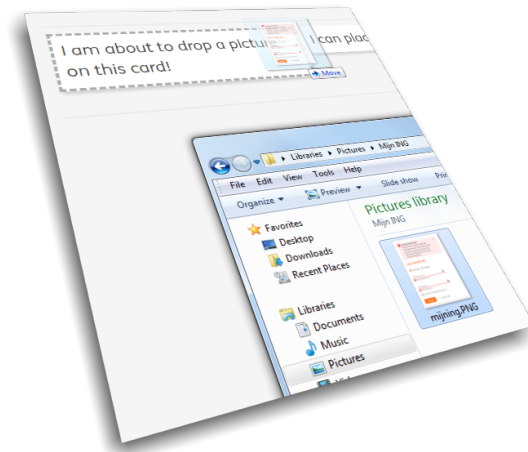 I am about to drop a pictu I can plac
on this card!
Move
Libraries Pictures Mijn ING
File Edit View Tools Help
Organize Preview Slide show Prin
Favorites
Desktop
Downloads
Recent Places
Libraries
Documents
Music
Pictures
Pictures library
Mijn ING
mijning.PNG